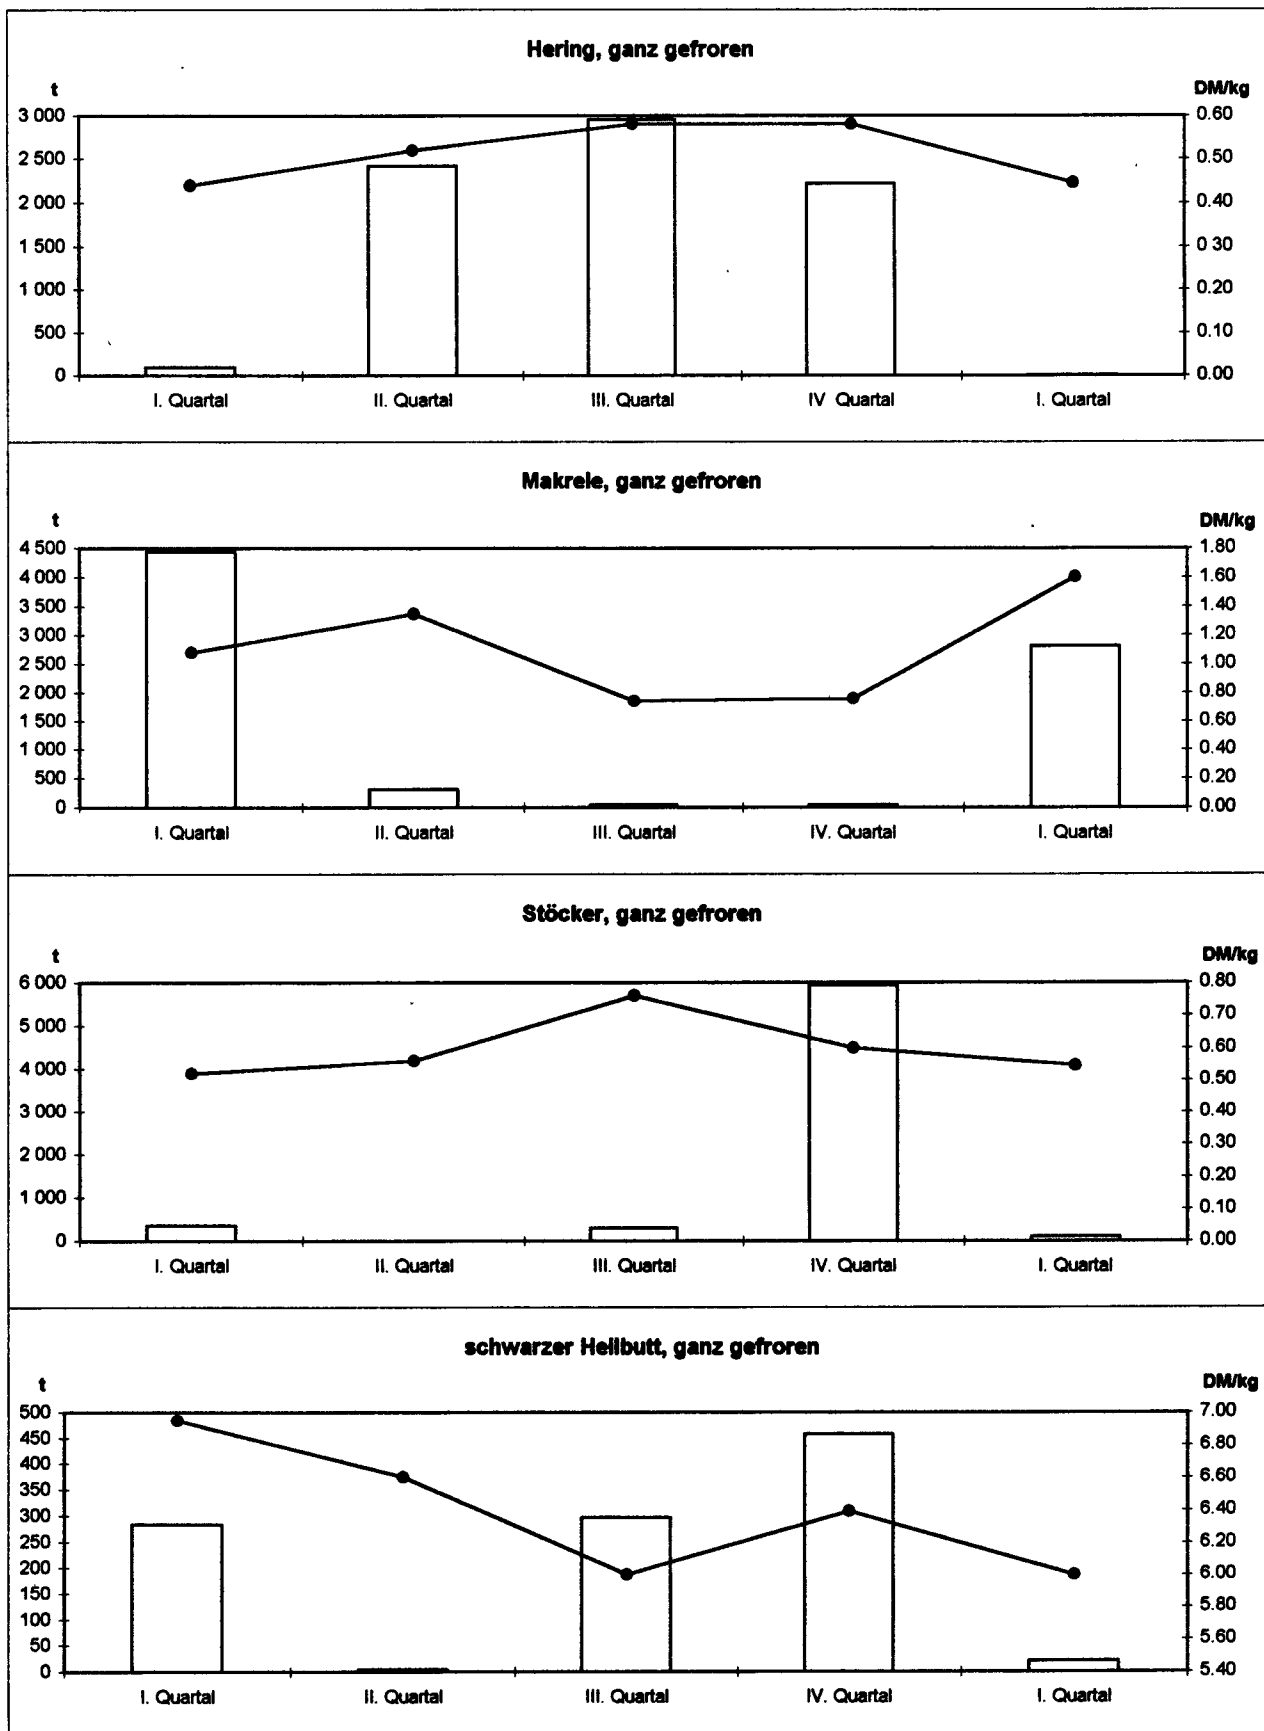 Hering, ganz gefroren
t DM/kg
3 000 0.60
2 500 0.50
2 000 0.40
1 500 0.30
1 000 0.20
500 0.10
0 0.00
I. Quartal II. Quartal III. Quartal IV Quartal I. Quartal
Makrele, ganz gefroren
t DM/kg
4 500 1.80
4 000 1.60
3 500 1.40
3 000 1.20
2 500 1.00
2 000 0.80
1 500 0.60
1 000 0.40
500 0.20
0 0.00
I. Quartal II. Quartal III. Quartal IV. Quartal I. Quartal
Stöcker, ganz gefroren
t DM/kg
6 000 0.80
5 000 0.70
4 000 0.60
3 000 0.50
2 000 0.40
1 000 0.30
0 0.20
0.10
0.00
I. Quartal II. Quartal III. Quartal IV. Quartal I. Quartal
schwarzer Heilbutt, ganz gefroren
t DM/kg
500 7.00
450 6.80
400 6.60
350 6.40
300 6.20
250 6.00
200 5.80
150 5.60
100 5.40
50
0
I. Quartal II. Quartal III. Quartal IV. Quartal I. Quartal